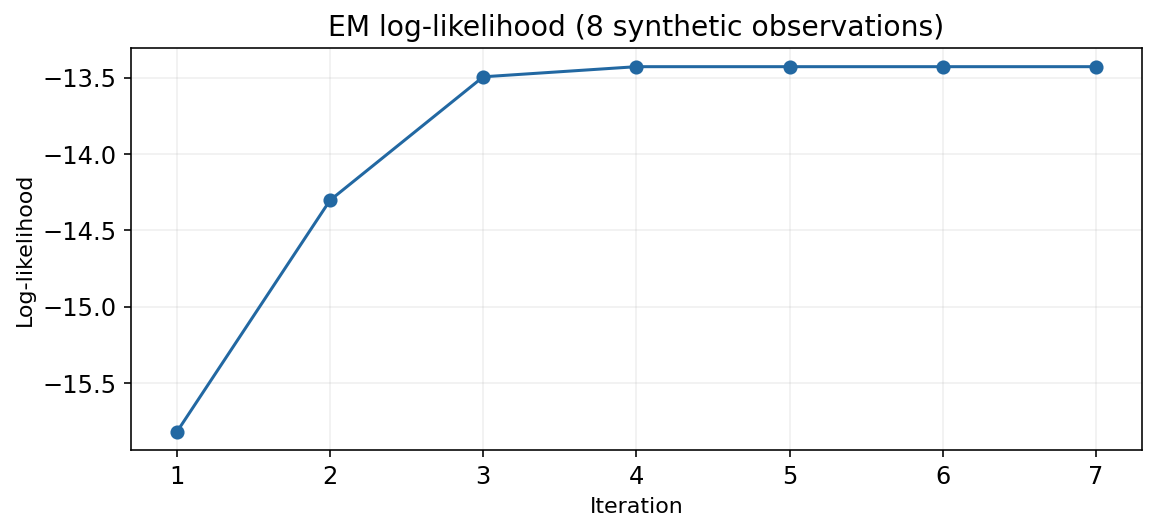 EM log-likelihood (8 synthetic observations)
Log-likelihood
−13.5
−14.0
−14.5
−15.0
−15.5
1 2 3 4 5 6 7
Iteration